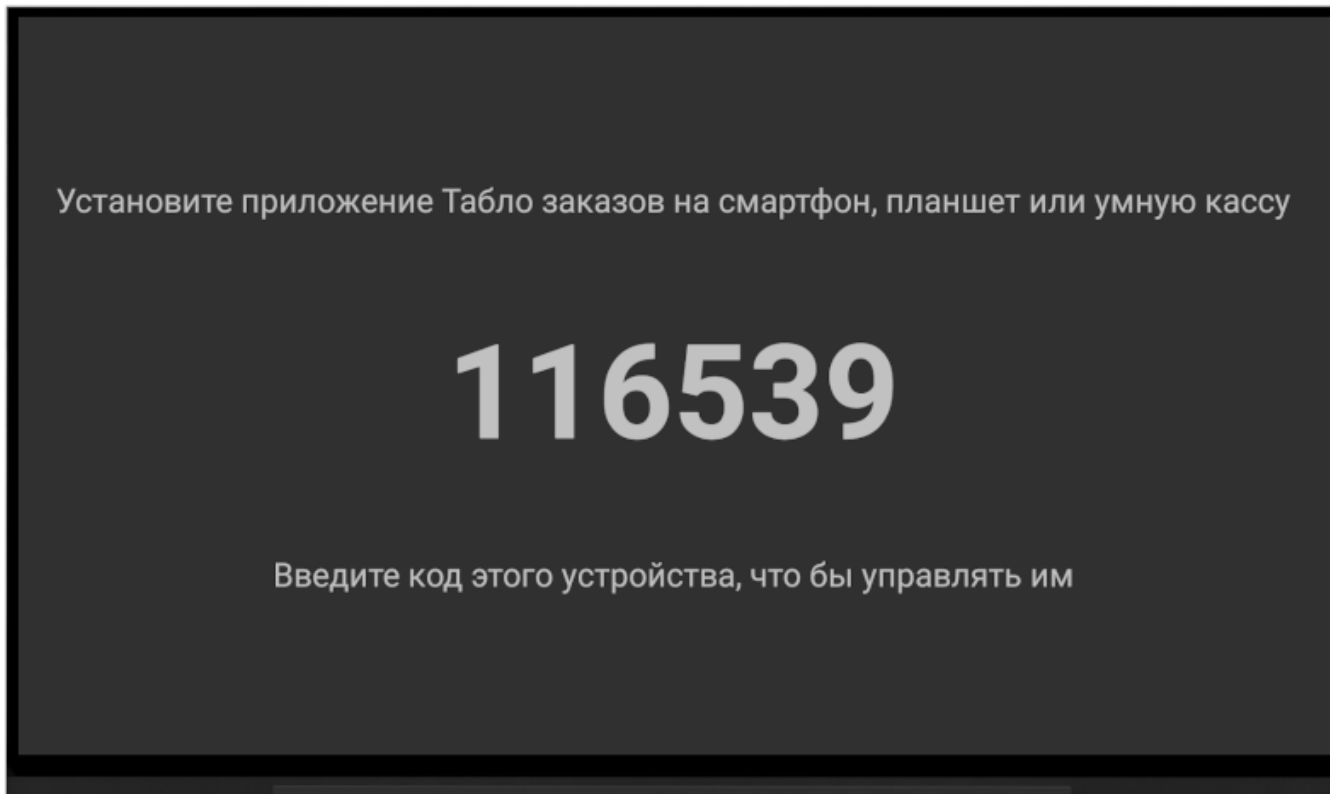 Установите приложение Табло заказов на смартфон, планшет или умную кассу
116539
Введите код этого устройства, что бы управлять им